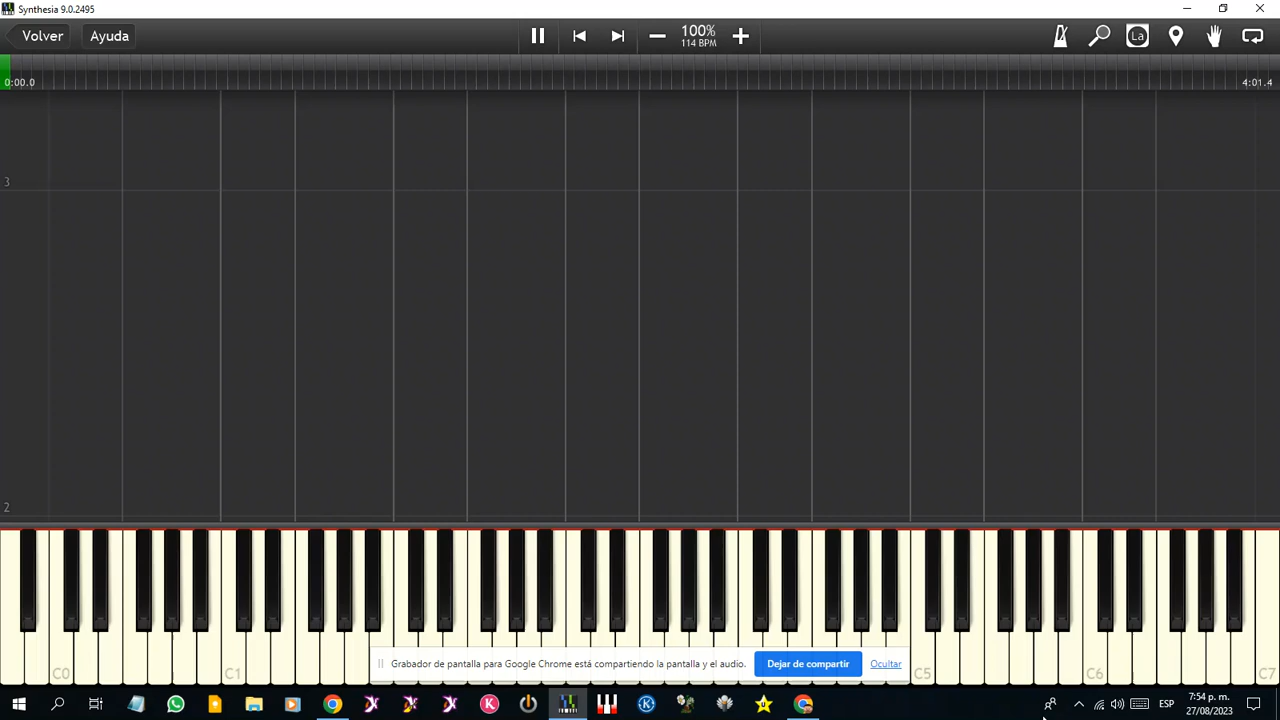 Synthesia 9.0.2495
Volver
Ayuda
100%
114 BPM
La
0:00.0
4:01.4
3
2
C0
C1
C5
C6
C7
Grabador de pantalla para Google Chrome está compartiendo la pantalla y el audio.
Dejar de compartir
Ocultar
K
ESP
7:54 p. m.
27/08/2023